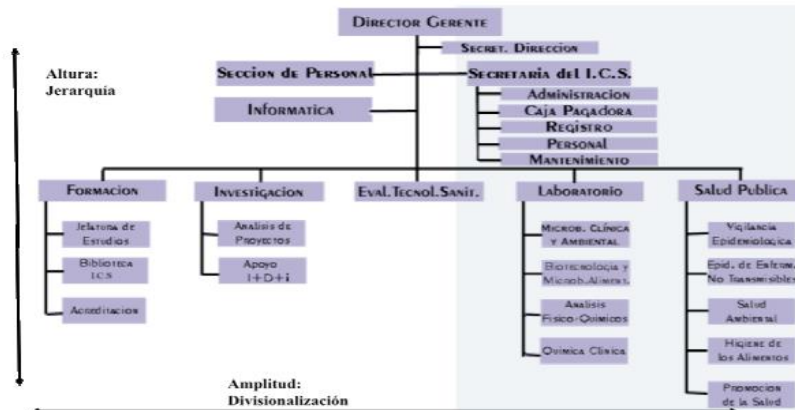 DIRECTOR GERENTE
SECRET. DIRECCION
Altura:
Jerarquía
SECCION DE PERSONAL
SECRETARIA DEL I.C.S.
INFORMATICA
ADMINISTRACION
CAJA PAGADORA
REGISTRO
PERSONAL
MANTENIMIENTO
FORMACION
INVESTIGACION
EVAL.TECNOL.SANIT.
LABORATORIO
SALUD PUBLICA
JEFATURA DE
ESTUDIOS
BIBLIOTECA
I.C.S
ACREDITACION
ANALISIS DE
PROYECTOS
APOYO
I+D+i
MICROB. CLÍNICA
Y AMBIENTAL
BIOTECNOLOGIA Y
MICROB.ALIMENT.
ANALISIS
FISICO-QUIMICOS
QUIMICA CLINICA
VIGILANCIA
EPIDEMIOLOGICA
EPID. DE ENFERM.
NO TRANSMISIBLES
SALUD
AMBIENTAL
HIGIENE DE
LOS ALIMENTOS
PROMOCION
DE LA SALUD
Amplitud:
Divisionalización